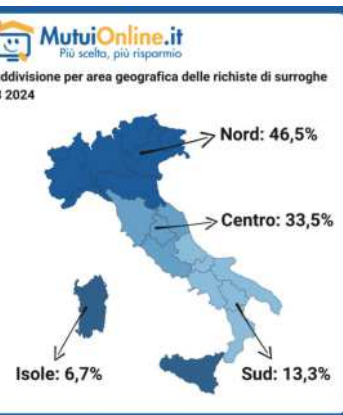 MutuiOnline.it
Più scelta, più risparmio
ddivisione per area geografica delle richiste di surroghe
3 2024
Nord: 46,5%
Centro: 33,5%
Isole: 6,7%
Sud: 13,3%